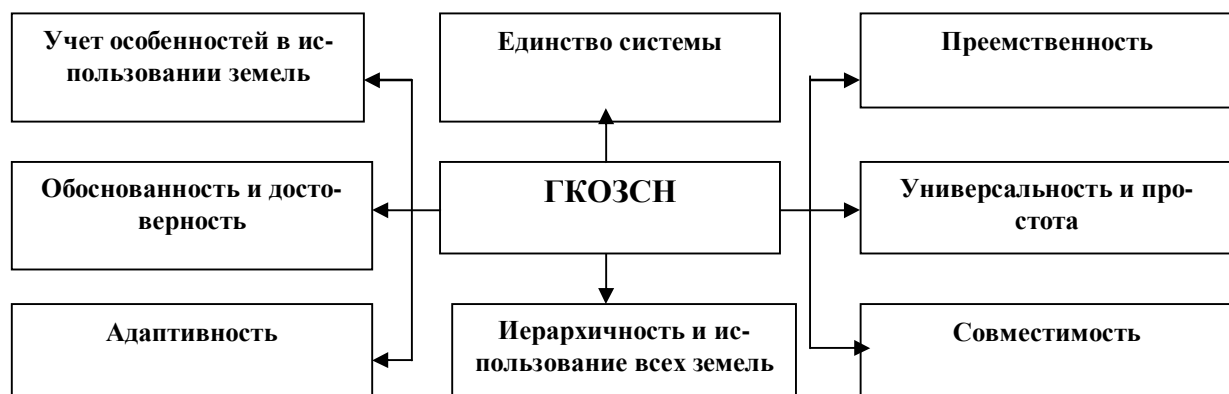 Учет особенностей в ис-
пользовании земель
Единство системы
Преемственность
Обоснованность и досто-
верность
ГКОЗСН
Универсальность и про-
стота
Адаптивность
Иерархичность и ис-
пользование всех земель
Совместимость